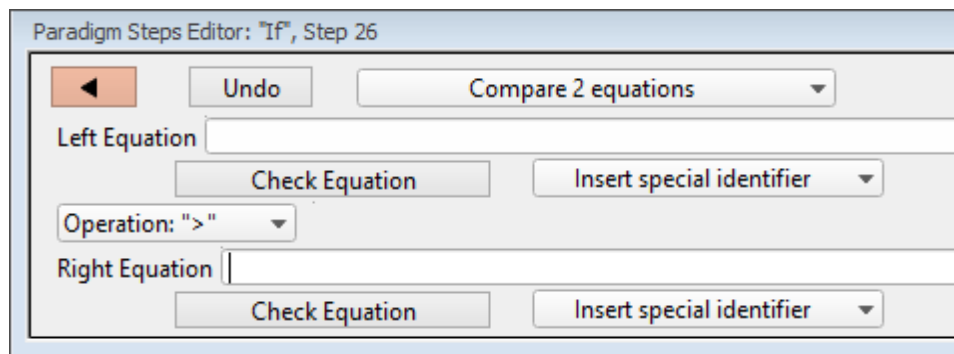 Paradigm Steps Editor: "If", Step 26
Undo Compare 2 equations
Left Equation
Check Equation Insert special identifier
Operation: ">"
Right Equation
Check Equation Insert special identifier